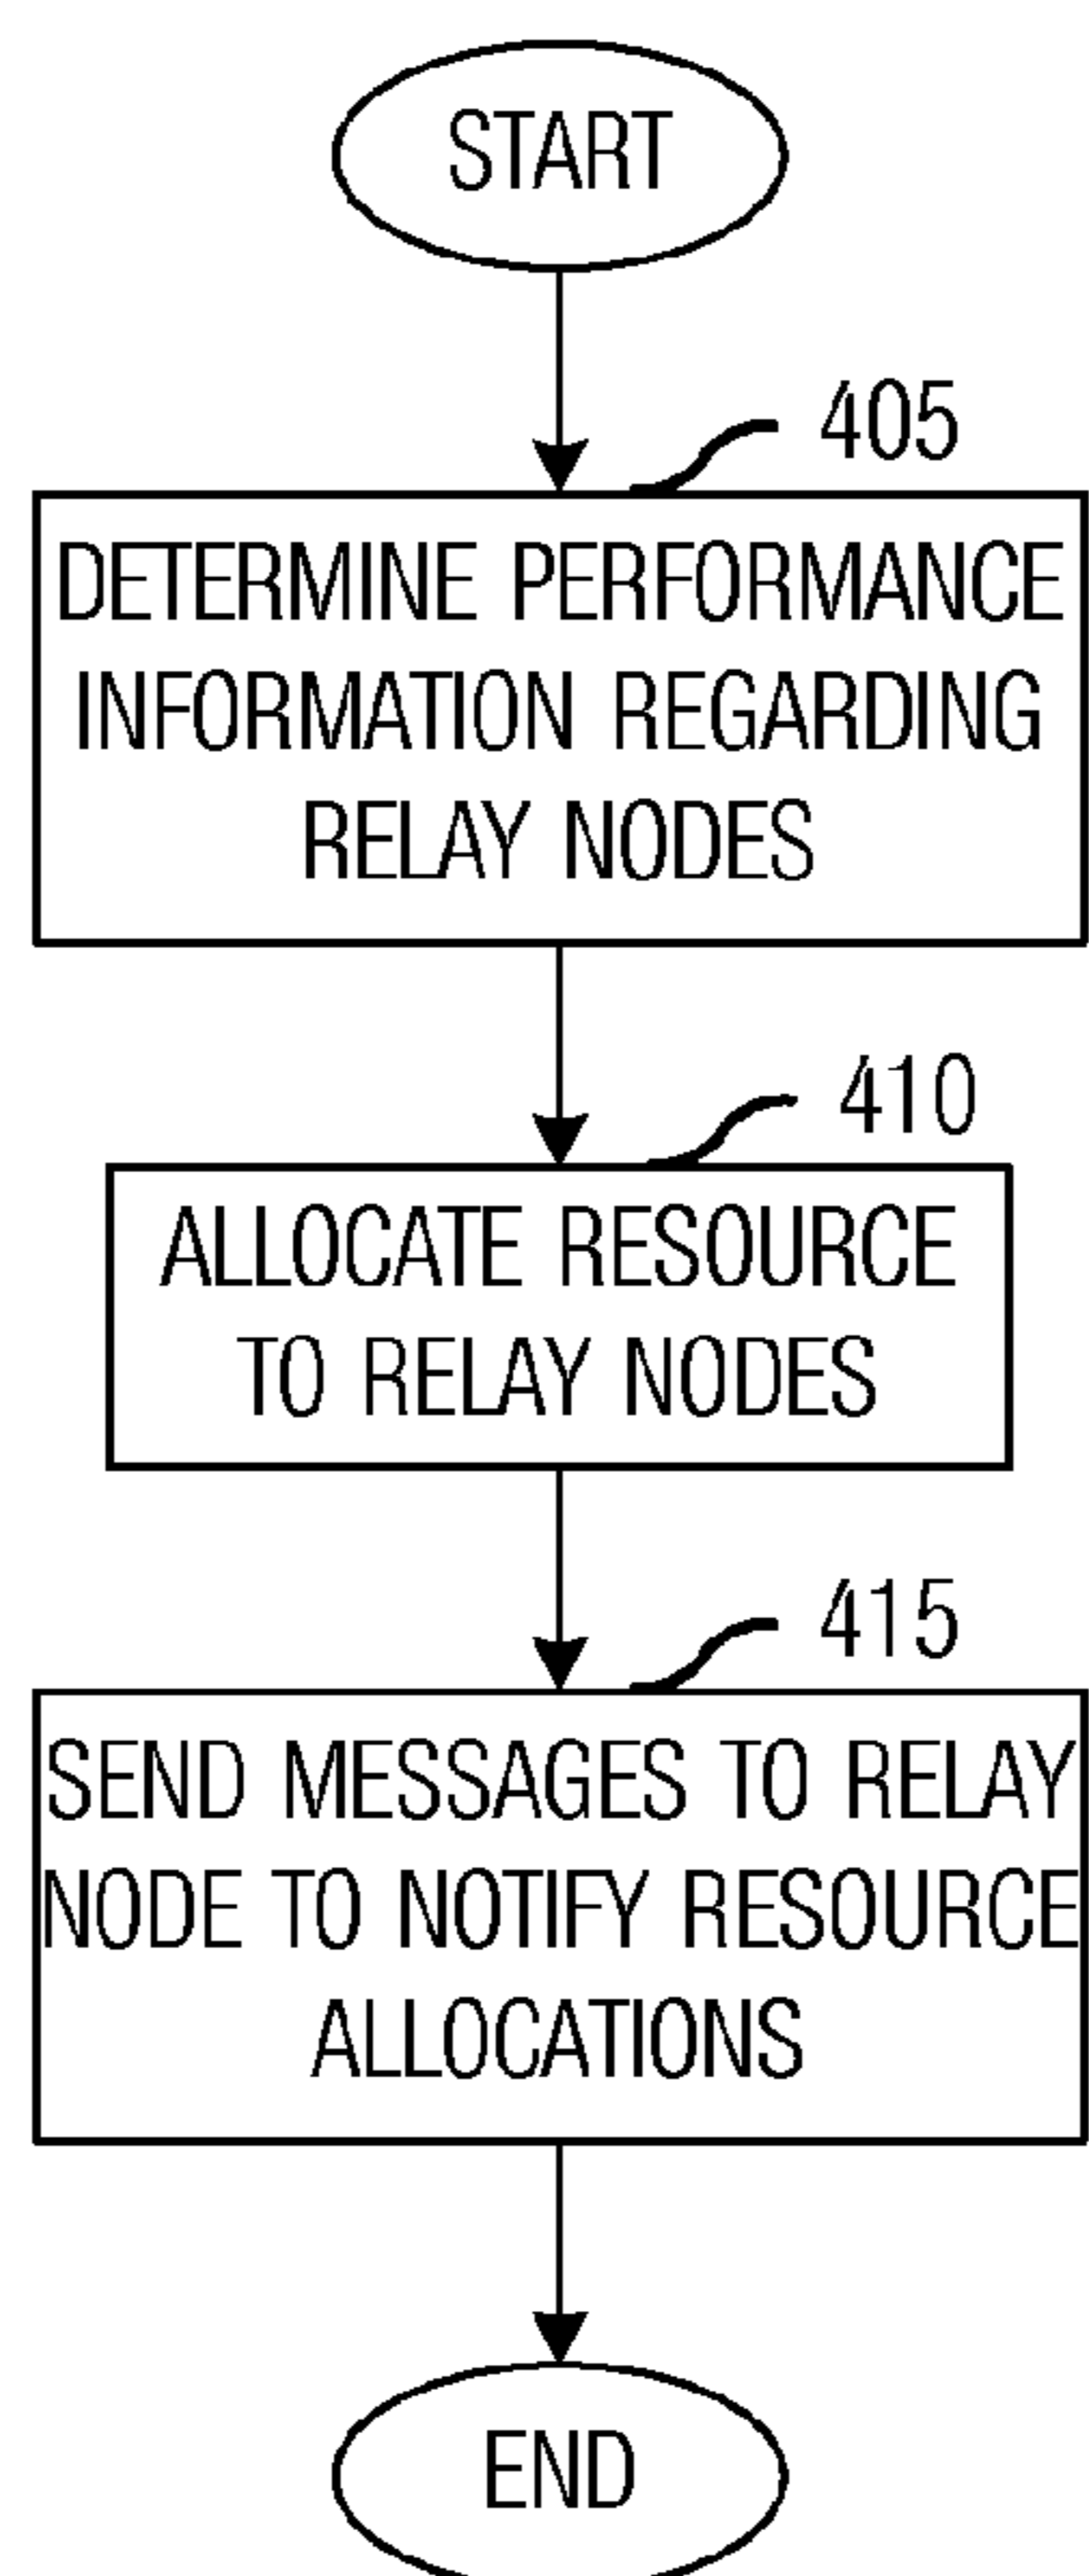 START
405
DETERMINE PERFORMANCE
INFORMATION REGARDING
RELAY NODES
410
ALLOCATE RESOURCE
TO RELAY NODES
415
SEND MESSAGES TO RELAY
NODE TO NOTIFY RESOURCE
ALLOCATIONS
END